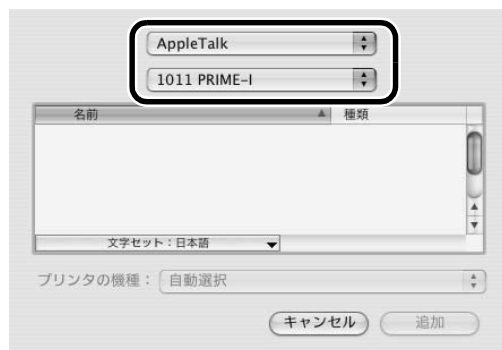 AppleTalk
1011 PRIME-I
名前 種類
文字セット：日本語
プリンタの機種： 自動選択
キャンセル 追加